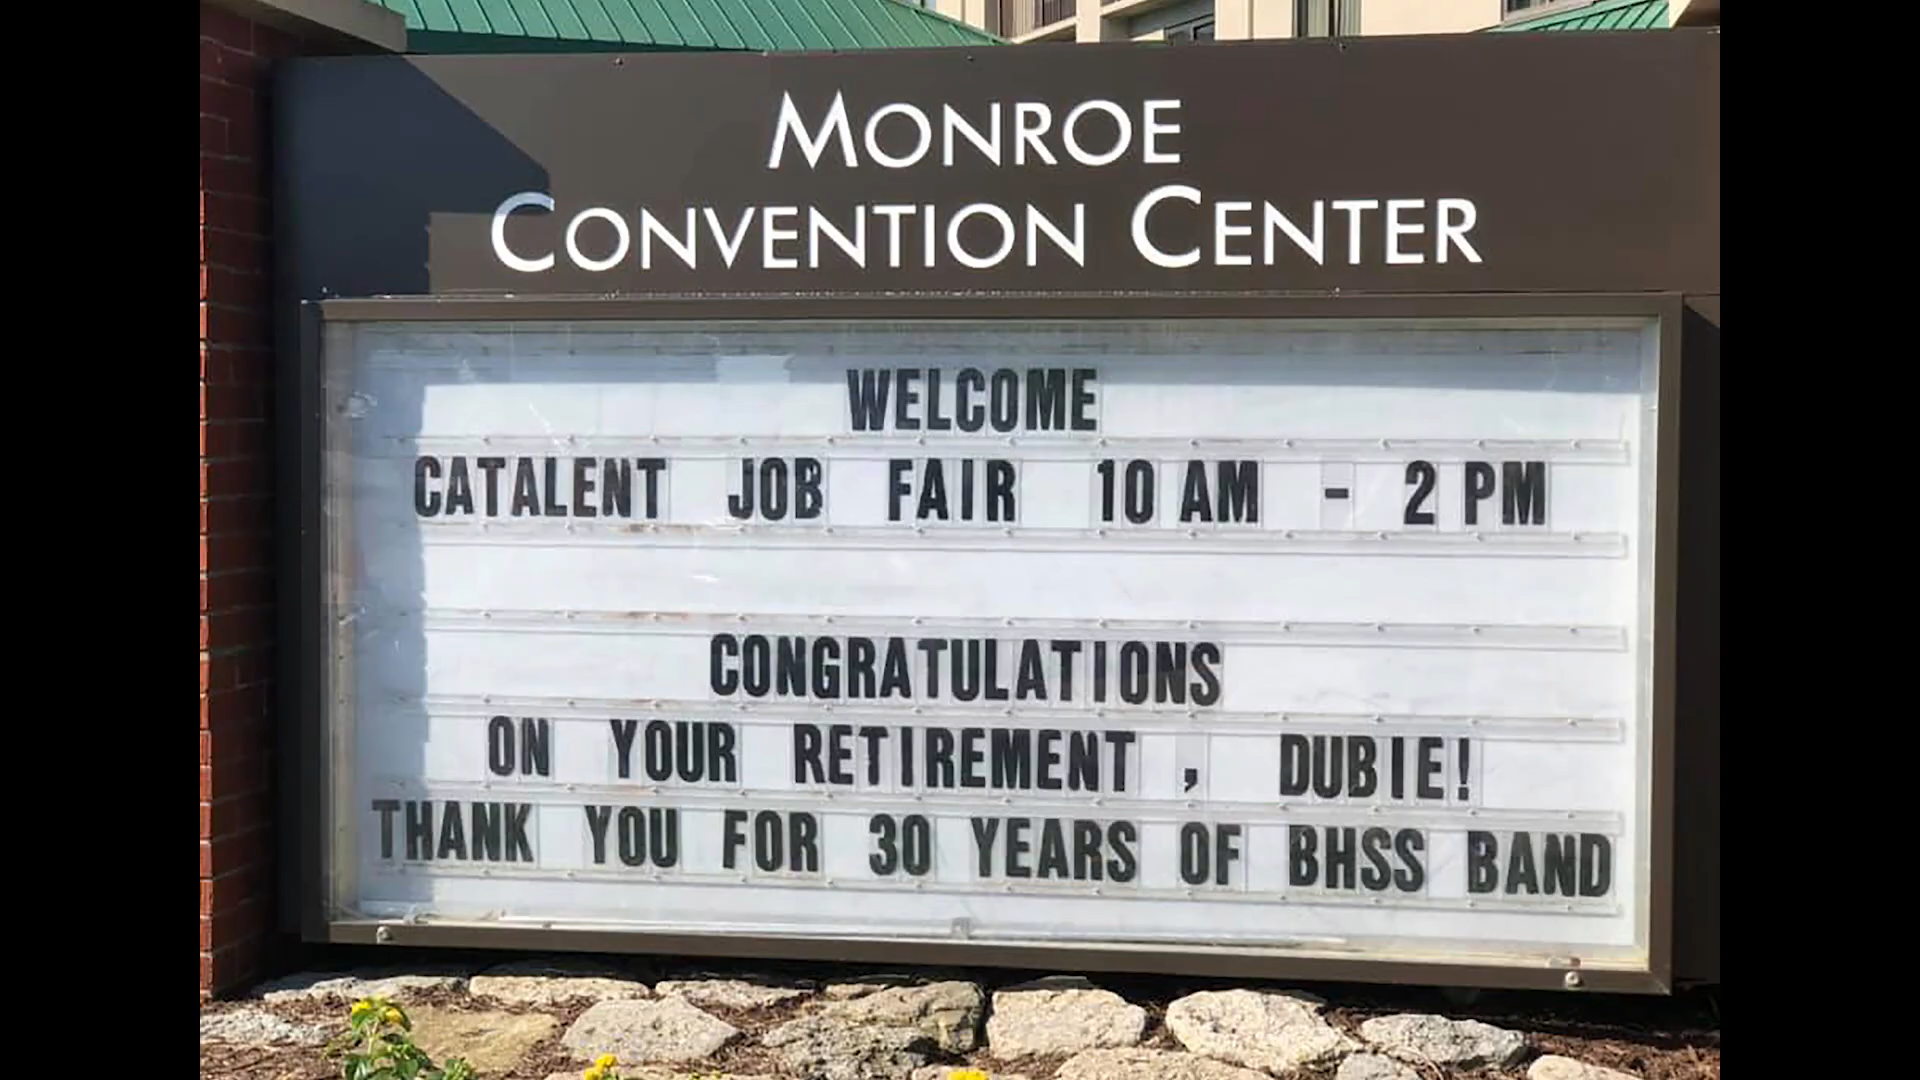 MONROE
CONVENTION CENTER
WELCOME
CATALENT JOB FAIR 10 AM - 2 PM
CONGRATULATIONS
ON YOUR RETIREMENT, DUBIE!
THANK YOU FOR 30 YEARS OF BHSS BAND